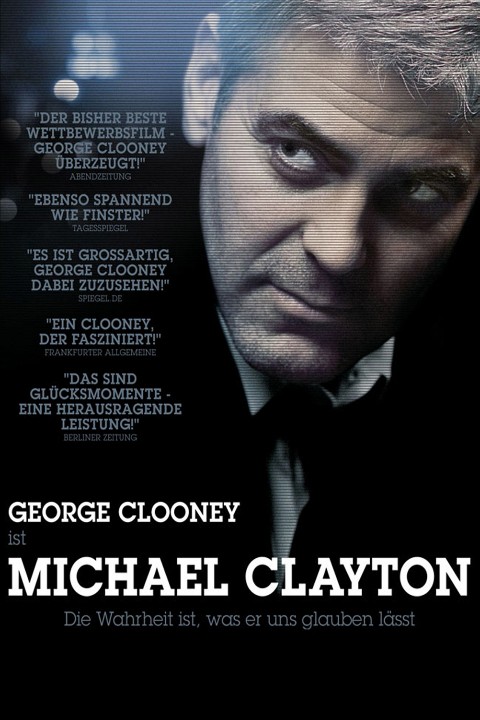 "DER BISHER BESTE
WETTBEWERBSFILM -
GEORGE CLOONEY
ÜBERZEUGT!"
ABENDZEITUNG
"EBENSO SPANNEND
WIE FINSTER!"
TAGESSPIEGEL
"ES IST GROSSARTIG,
GEORGE CLOONEY
DABEI ZUZUSEHEN!"
SPIEGEL.DE
"EIN CLOONEY,
DER FASZINIERT!"
FRANKFURTER ALLGEMEINE
"DAS SIND
GLÜCKSMOMENTE -
EINE HERAUSRAGENDE
LEISTUNG!"
BERLINER ZEITUNG
GEORGE CLOONEY
ist
MICHAEL CLAYTON
Die Wahrheit ist, was er uns glauben lässt